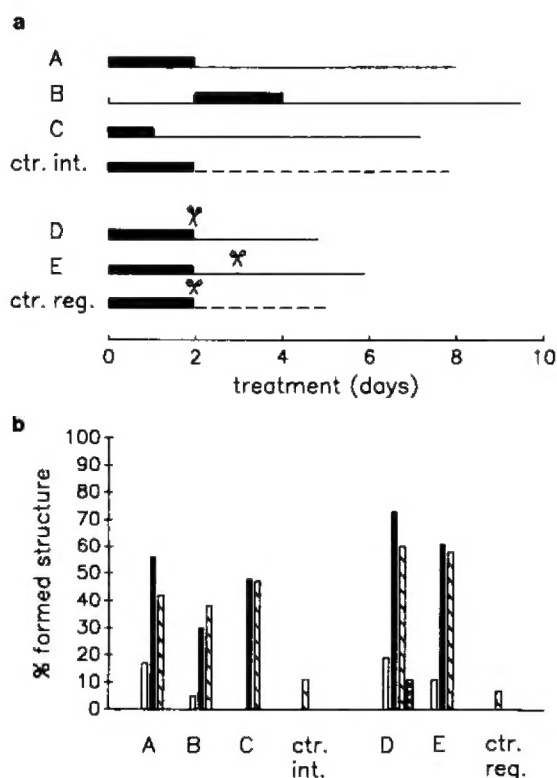 a
A
B
C
ctr. int.
D
E
ctr. reg.
0 2 4 6 8 10
treatment (days)
b
100
90
80
70
60
50
40
30
20
10
0
% formed structure
A B C ctr. int. D E ctr. reg.